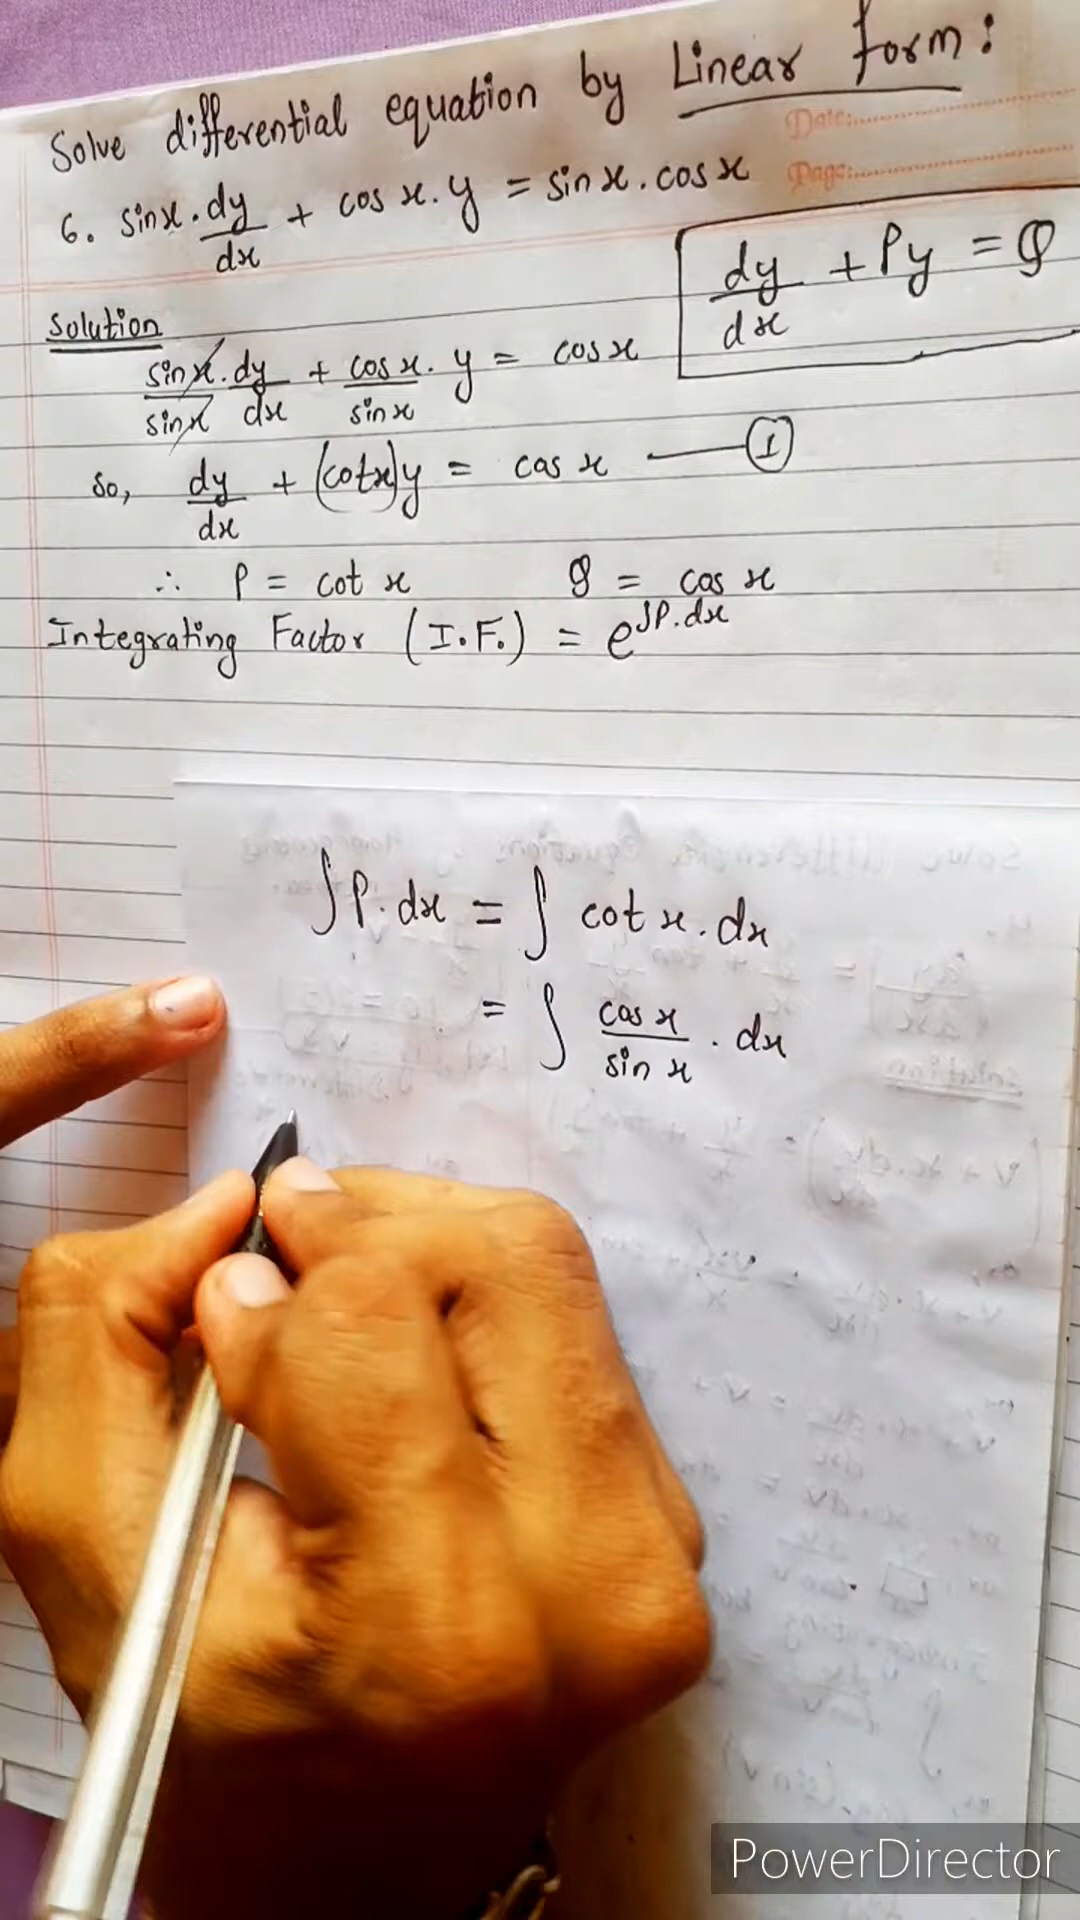 Solve differential equation by Linear form:
Date:
Page:
6. sinx . dy/dx + cos x . y = sin x . cos x
dy/dx + Py = Q
Solution
sinx/sinx . dy/dx + cos x/sin x . y = cos x
so, dy/dx + (cotx)y = cos x —— I
∴ P = cot x Q = cos x
Integrating Factor (I.F.) = e^∫P.dx
∫P.dx = ∫ cot x . dx
= ∫ cos x/sin x . dx
PowerDirector